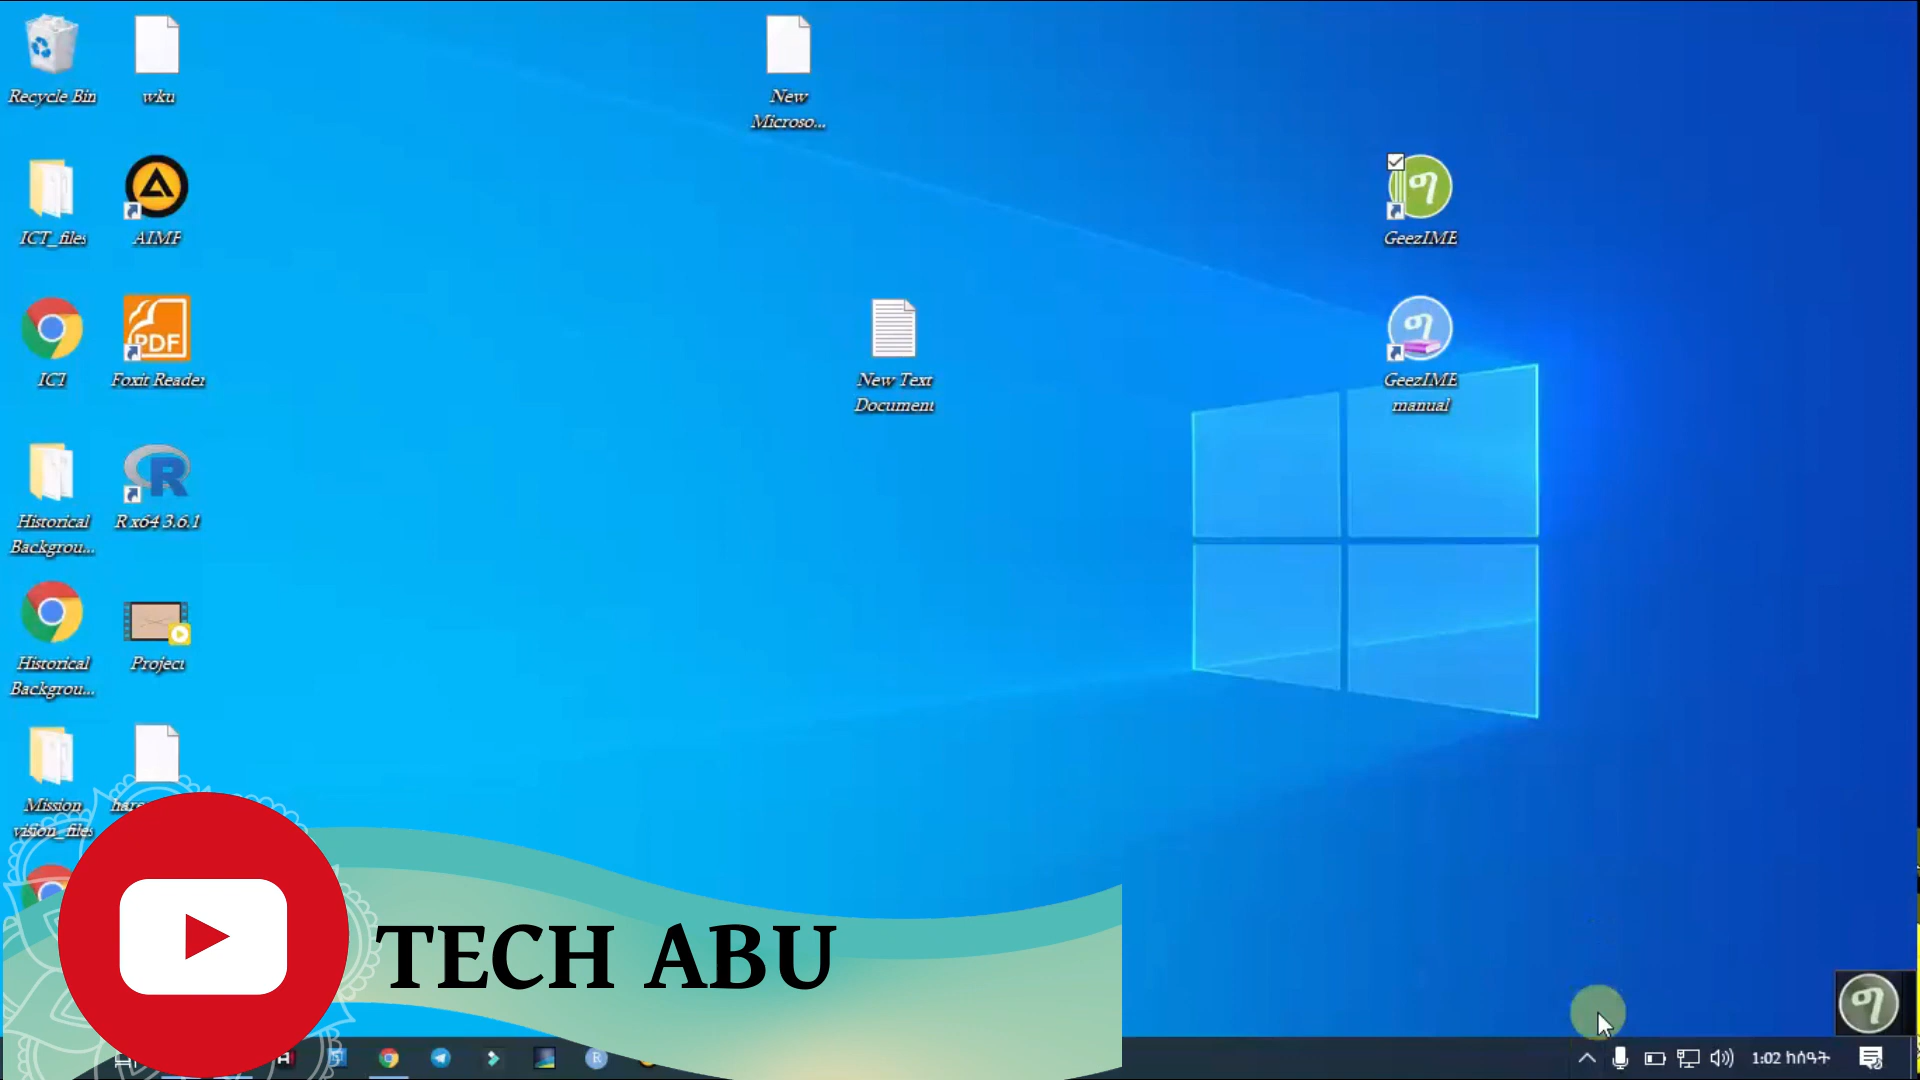 Recycle Bin
wku
New
Microso...
ICT_files
AIMP
GeezIME
ICT
PDF
Foxit Reader
New Text
Document
GeezIME
manual
Historical
Backgrou...
R
R x64 3.6.1
Historical
Backgrou...
Project
Mission
vision_files
TECH ABU
ግ
R
1:02 ከሰዓት